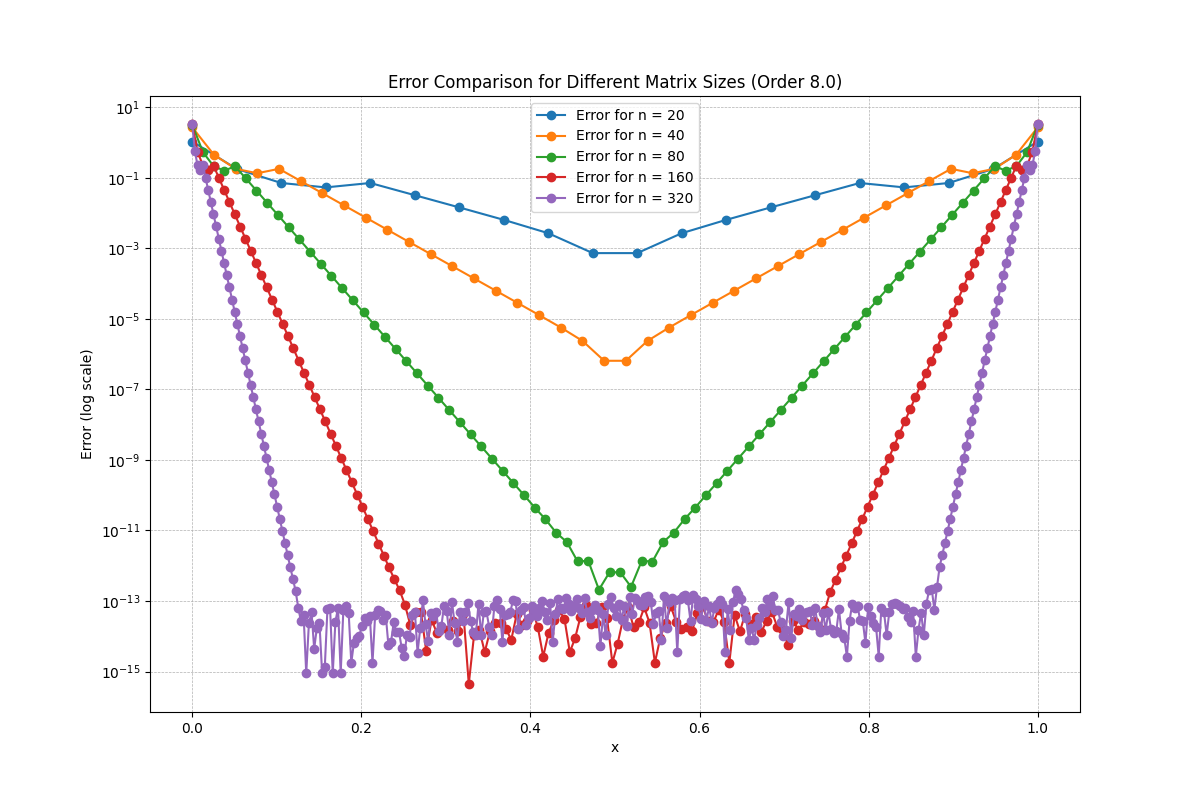 Error Comparison for Different Matrix Sizes (Order 8.0)
Error for n = 20
Error for n = 40
Error for n = 80
Error for n = 160
Error for n = 320
Error (log scale)
10¹
10⁻¹
10⁻³
10⁻⁵
10⁻⁷
10⁻⁹
10⁻¹¹
10⁻¹³
10⁻¹⁵
0.0 0.2 0.4 0.6 0.8 1.0
x